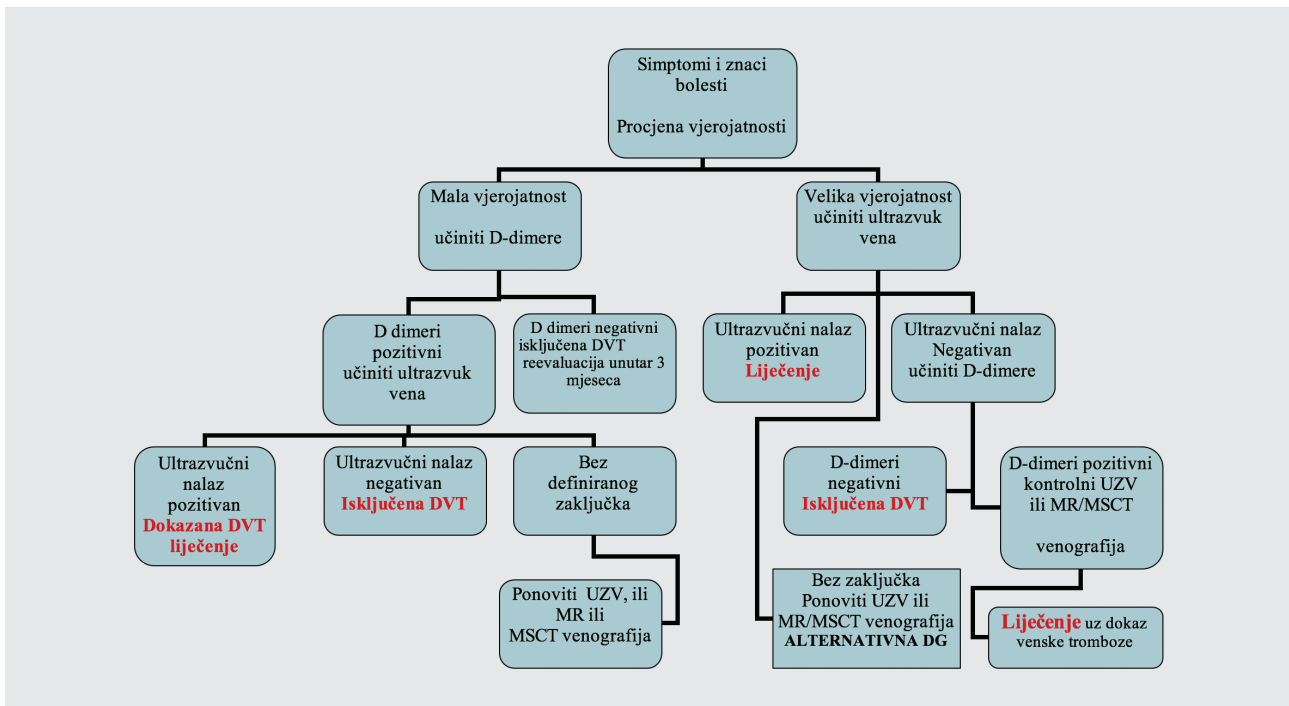 Simptomi i znaci
bolesti
Procjena vjerojatnosti
Mala vjerojatnost
učiniti D-dimere
Velika vjerojatnost
učiniti ultrazvuk
vena
D dimeri
pozitivni
učiniti ultrazvuk
vena
D dimeri negativni
isključena DVT
reevaluacija unutar 3
mjeseca
Ultrazvučni nalaz
pozitivan
Liječenje
Ultrazvučni nalaz
Negativan
učiniti D-dimere
Ultrazvučni
nalaz
pozitivan
Dokazana DVT
liječenje
Ultrazvučni nalaz
negativan
Isključena DVT
Bez
definiranog
zaključka
D-dimeri
negativni
Isključena DVT
D-dimeri pozitivni
kontrolni UZV
ili MR/MSCT
venografija
Ponoviti UZV, ili
MR ili
MSCT venografija
Bez zaključka
Ponoviti UZV ili
MR/MSCT venografija
ALTERNATIVNA DG
Liječenje uz dokaz
venske tromboze